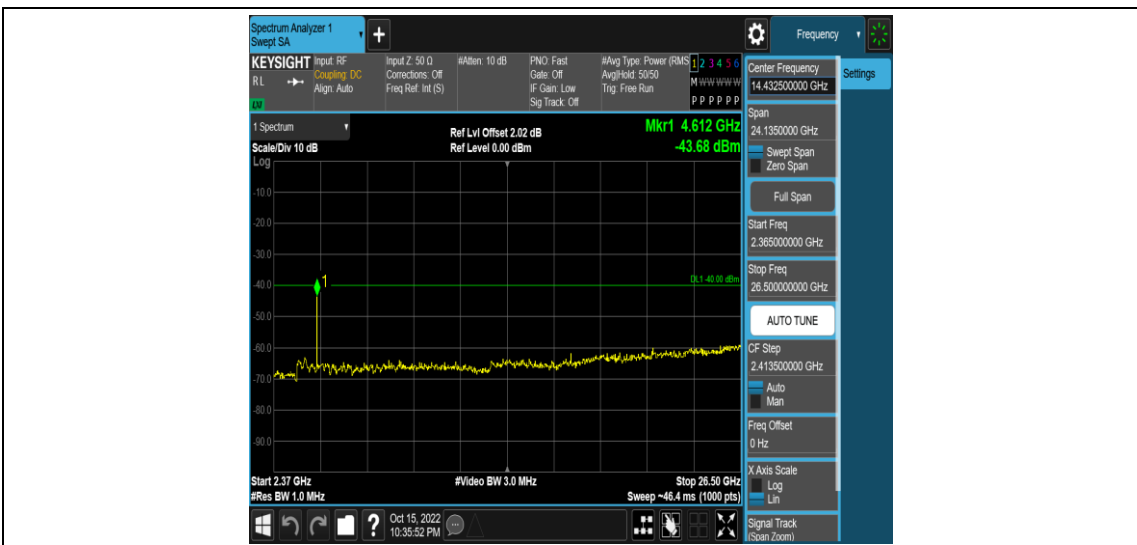 Spectrum Analyzer 1
Swept SA
+
Frequency
KEYSIGHT
RL
LXI
Input: RF
Coupling: DC
Align: Auto
Input Z: 50 Ω
Corrections: Off
Freq Ref: Int (S)
#Atten: 10 dB
PNO: Fast
Gate: Off
IF Gain: Low
Sig Track: Off
#Avg Type: Power (RMS
Avg|Hold: 50/50
Trig: Free Run
1 2 3 4 5 6
M W W W W W
P P P P P P
1 Spectrum
Scale/Div 10 dB
Log
Ref Lvl Offset 2.02 dB
Ref Level 0.00 dBm
Mkr1 4.612 GHz
-43.68 dBm
-10.0
-20.0
-30.0
-40.0
-50.0
-60.0
-70.0
-80.0
-90.0
1
DL1 -40.00 dBm
Start 2.37 GHz
#Res BW 1.0 MHz
#Video BW 3.0 MHz
Stop 26.50 GHz
Sweep ~46.4 ms (1000 pts)
?
Oct 15, 2022
10:35:52 PM
Center Frequency
14.432500000 GHz
Settings
Span
24.1350000 GHz
Swept Span
Zero Span
Full Span
Start Freq
2.365000000 GHz
Stop Freq
26.500000000 GHz
AUTO TUNE
CF Step
2.413500000 GHz
Auto
Man
Freq Offset
0 Hz
X Axis Scale
Log
Lin
Signal Track
(Span Zoom)